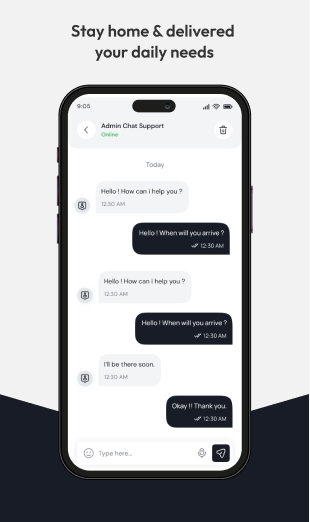 Stay home & delivered
your daily needs
9:05
Admin Chat Support
Online
Today
Hello ! How can i help you ?
12:30 AM
Hello ! When will you arrive ?
12:30 AM
Hello ! How can i help you ?
12:30 AM
Hello ! When will you arrive ?
12:30 AM
I'll be there soon.
12:30 AM
Okay !! Thank you.
12:30 AM
Type here...